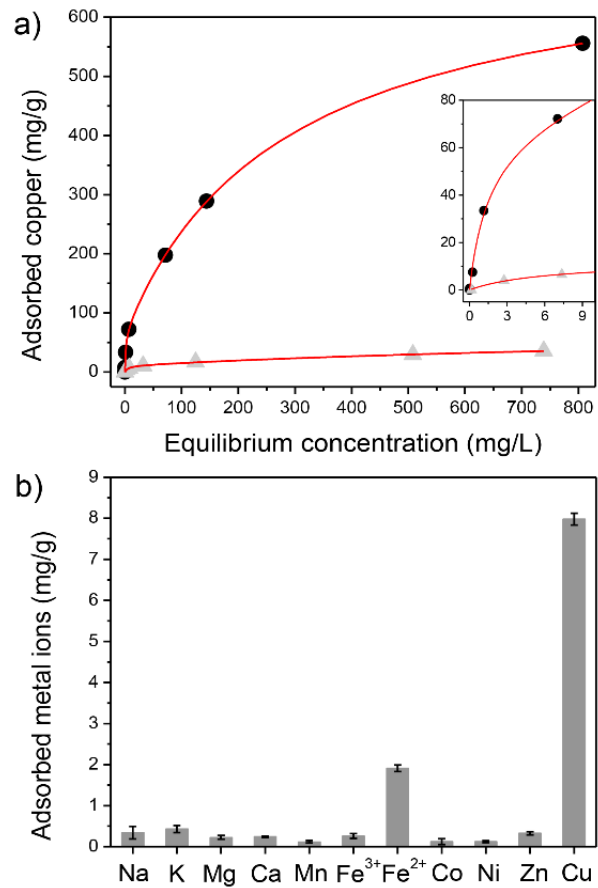 a)
600
500
400
300
200
100
0
Adsorbed copper (mg/g)
80
60
40
20
0
0 3 6 9
0 100 200 300 400 500 600 700 800
Equilibrium concentration (mg/L)
b)
9
8
7
6
5
4
3
2
1
0
Adsorbed metal ions (mg/g)
Na K Mg Ca Mn Fe³⁺ Fe²⁺ Co Ni Zn Cu